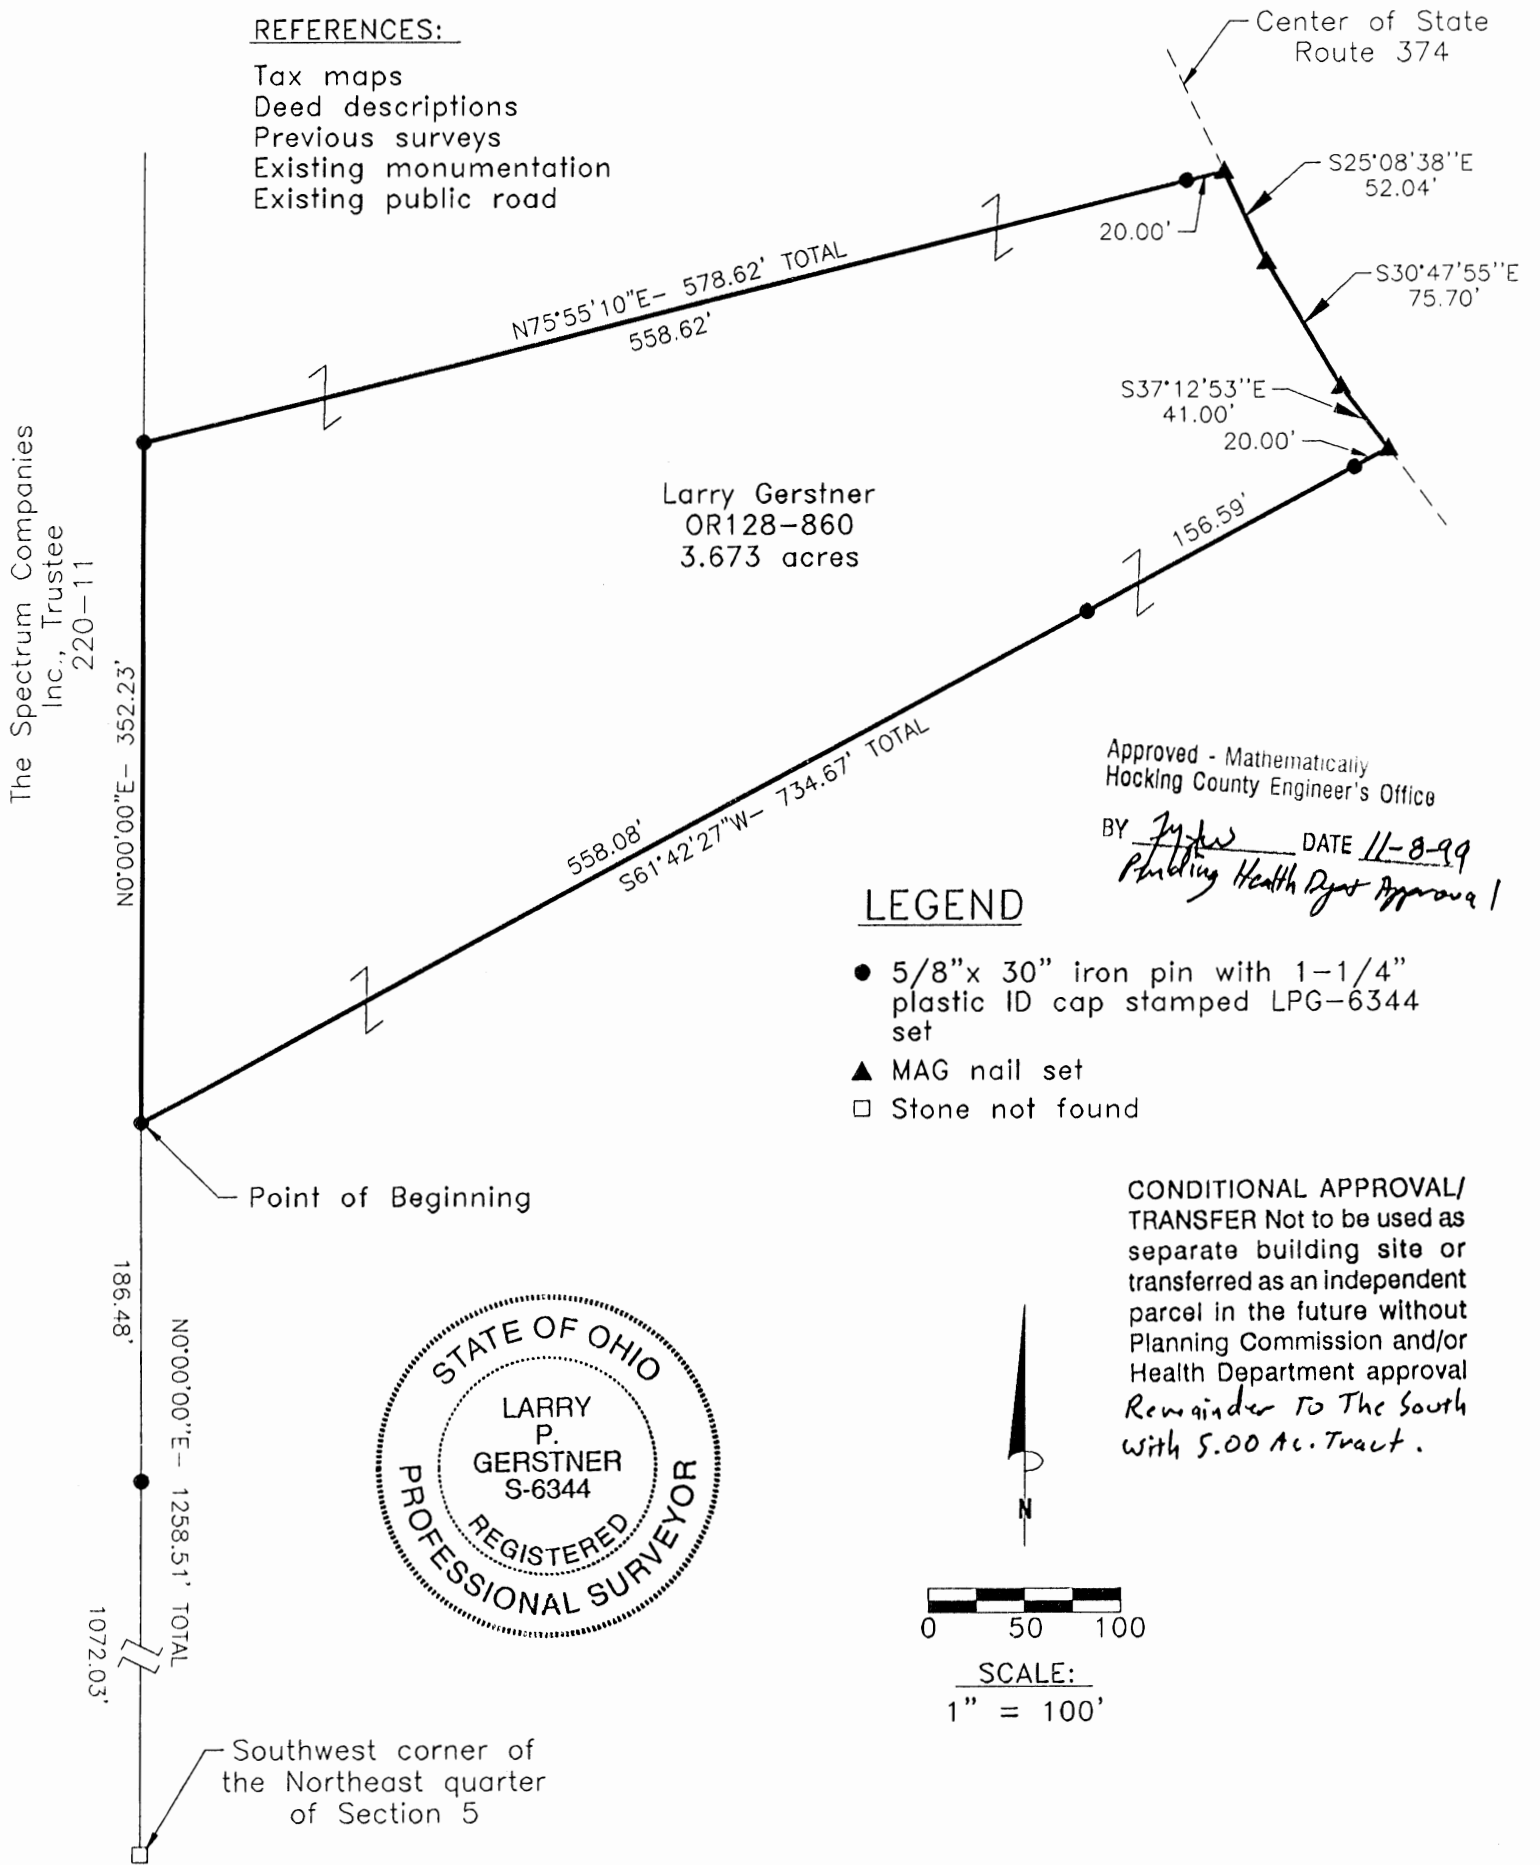 REFERENCES:
Tax maps
Deed descriptions
Previous surveys
Existing monumentation
Existing public road
Center of State
Route 374
S25°08'38"E
52.04'
20.00'
S30°47'55"E
75.70'
N75°55'10"E- 578.62' TOTAL
558.62'
S37°12'53"E
41.00'
20.00'
Larry Gerstner
OR128-860
3.673 acres
156.59'
The Spectrum Companies
Inc., Trustee
220-11
N0°00'00"E- 352.23'
558.08'
S61°42'27"W- 734.67' TOTAL
Approved - Mathematically
Hocking County Engineer's Office
BY DATE 11-8-99
Pending Health Dept Approval
LEGEND
5/8"x 30" iron pin with 1-1/4"
plastic ID cap stamped LPG-6344
set
MAG nail set
Stone not found
Point of Beginning
186.48'
N0°00'00"E- 1258.51' TOTAL
1072.03'
STATE OF OHIO
LARRY
P.
GERSTNER
S-6344
REGISTERED
PROFESSIONAL SURVEYOR
CONDITIONAL APPROVAL/
TRANSFER Not to be used as
separate building site or
transferred as an independent
parcel in the future without
Planning Commission and/or
Health Department approval
Remainder To The South
with 5.00 Ac. Tract.
N
0 50 100
SCALE:
1" = 100'
Southwest corner of
the Northeast quarter
of Section 5